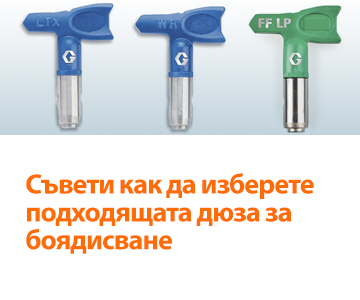 LTX WR FF LP
G G G
Съвети как да изберете
подходящата дюза за
боядисване